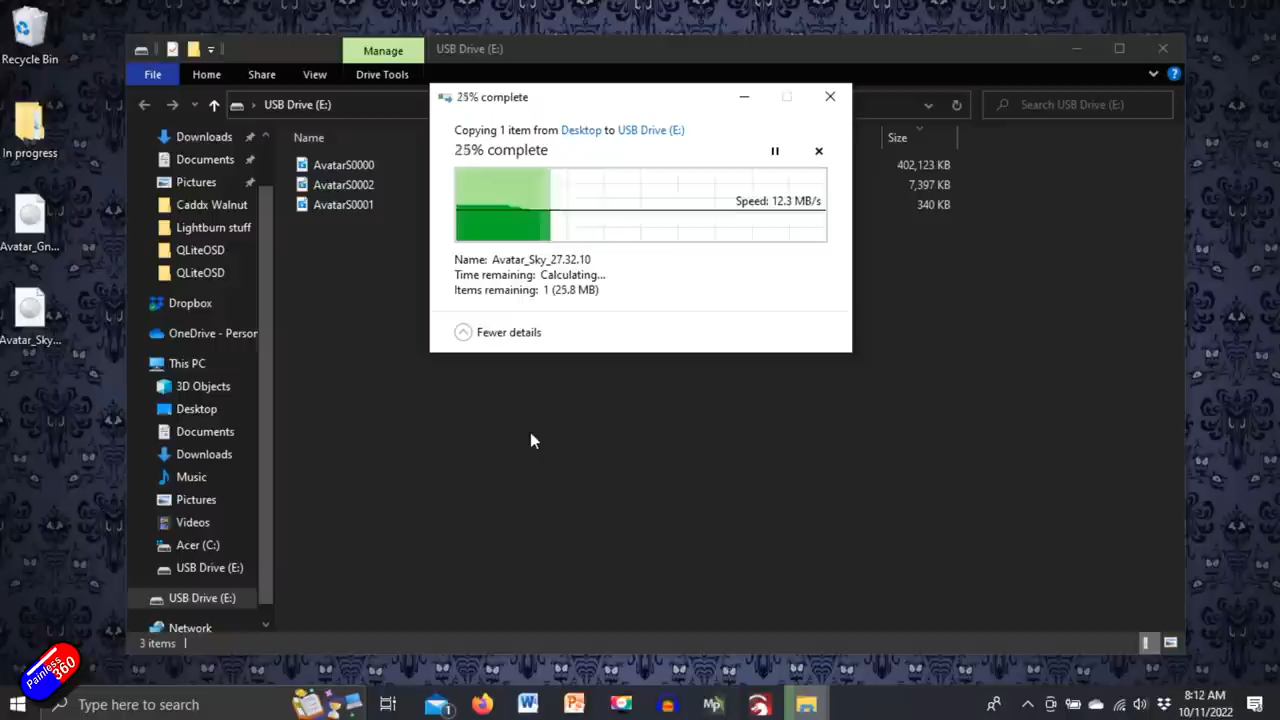 Recycle Bin
In progress
Avatar_Gn...
Avatar_Sky...
Manage
USB Drive (E:)
File
Home
Share
View
Drive Tools
USB Drive (E:)
Search USB Drive (E:)
Downloads
Documents
Pictures
Caddx Walnut
Lightburn stuff
QLiteOSD
QLiteOSD
Dropbox
OneDrive - Person
This PC
3D Objects
Desktop
Documents
Downloads
Music
Pictures
Videos
Acer (C:)
USB Drive (E:)
USB Drive (E:)
Network
Name
Size
AvatarS0000
402,123 KB
AvatarS0002
7,397 KB
AvatarS0001
340 KB
25% complete
Copying 1 item from Desktop to USB Drive (E:)
25% complete
Speed: 12.3 MB/s
Name: Avatar_Sky_27.32.10
Time remaining: Calculating...
Items remaining: 1 (25.8 MB)
Fewer details
3 items
Painless360
Type here to search
1
Mp
8:12 AM
10/11/2022